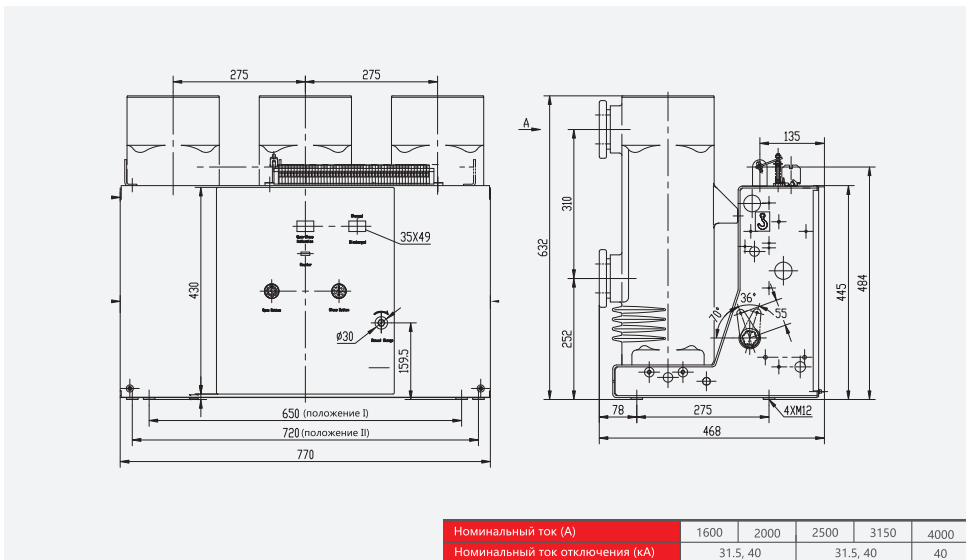 275 275
A
135
35X49
310
632
430
36°
70°
55
445
484
Ø30
159.5
252
650 (положение I)
78 275 4XM12
720 (положение II)
468
770
Номинальный ток (А) 1600 2000 2500 3150 4000
Номинальный ток отключения (кА) 31.5, 40 31.5, 40 40